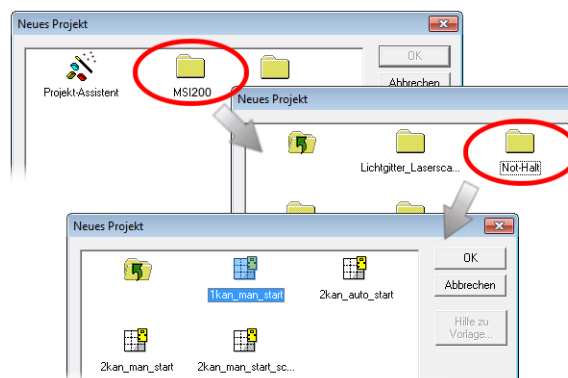 Neues Projekt
OK
Abbrechen
Projekt-Assistent
MSI200
Neues Projekt
Lichtgitter_Lasersca...
Not-Halt
Neues Projekt
OK
Abbrechen
Hilfe zu
Vorlage...
1kan_man_start
2kan_auto_start
2kan_man_start
2kan_man_start_sc...